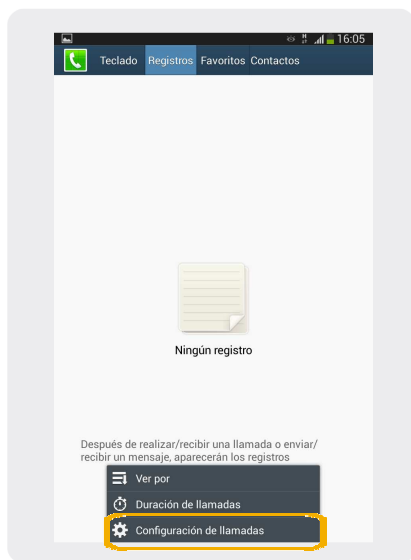 16:05
Teclado Registros Favoritos Contactos
Ningún registro
Después de realizar/recibir una llamada o enviar/
recibir un mensaje, aparecerán los registros
Ver por
Duración de llamadas
Configuración de llamadas